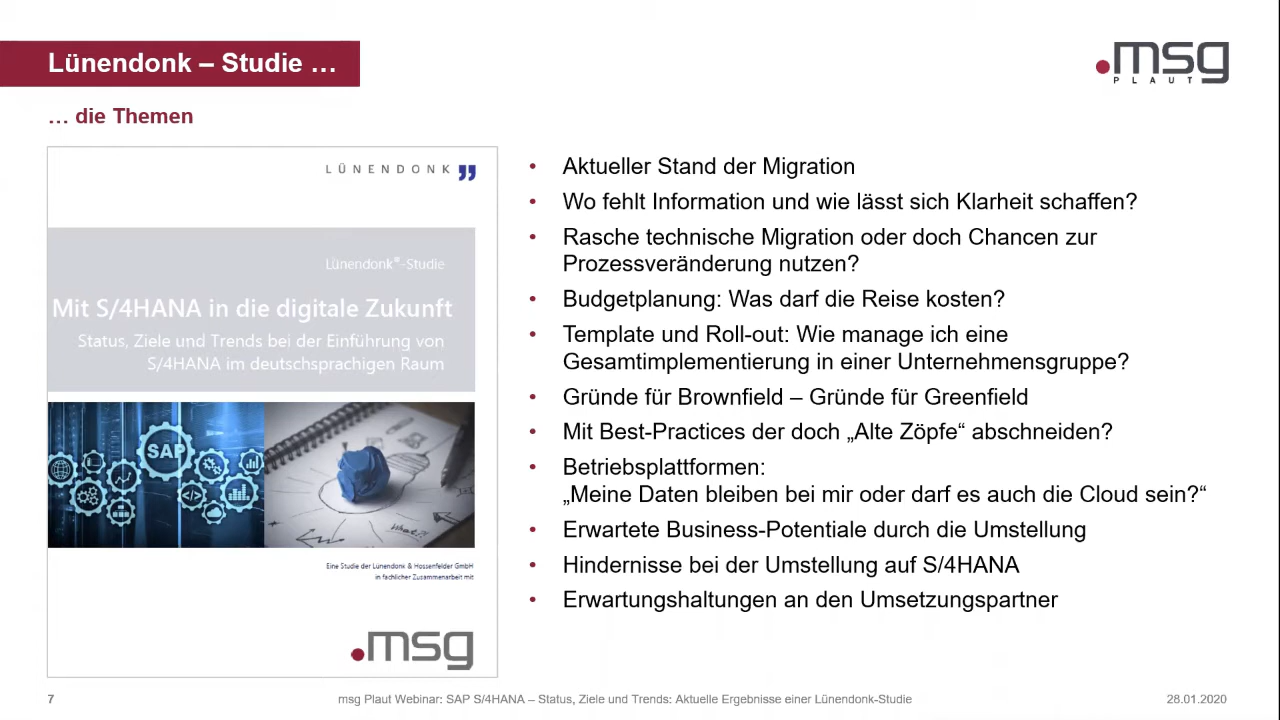 Lünendonk – Studie …
.msg
PLAUT
… die Themen
LÜNENDONK
Lünendonk®-Studie
Mit S/4HANA in die digitale Zukunft
Status, Ziele und Trends bei der Einführung von
S/4HANA im deutschsprachigen Raum
SAP
What?!
Eine Studie der Lünendonk & Hossenfelder GmbH
in fachlicher Zusammenarbeit mit
.msg
• Aktueller Stand der Migration
• Wo fehlt Information und wie lässt sich Klarheit schaffen?
• Rasche technische Migration oder doch Chancen zur
Prozessveränderung nutzen?
• Budgetplanung: Was darf die Reise kosten?
• Template und Roll-out: Wie manage ich eine
Gesamtimplementierung in einer Unternehmensgruppe?
• Gründe für Brownfield – Gründe für Greenfield
• Mit Best-Practices der doch „Alte Zöpfe“ abschneiden?
• Betriebsplattformen:
„Meine Daten bleiben bei mir oder darf es auch die Cloud sein?“
• Erwartete Business-Potentiale durch die Umstellung
• Hindernisse bei der Umstellung auf S/4HANA
• Erwartungshaltungen an den Umsetzungspartner
7
msg Plaut Webinar: SAP S/4HANA – Status, Ziele und Trends: Aktuelle Ergebnisse einer Lünendonk-Studie
28.01.2020